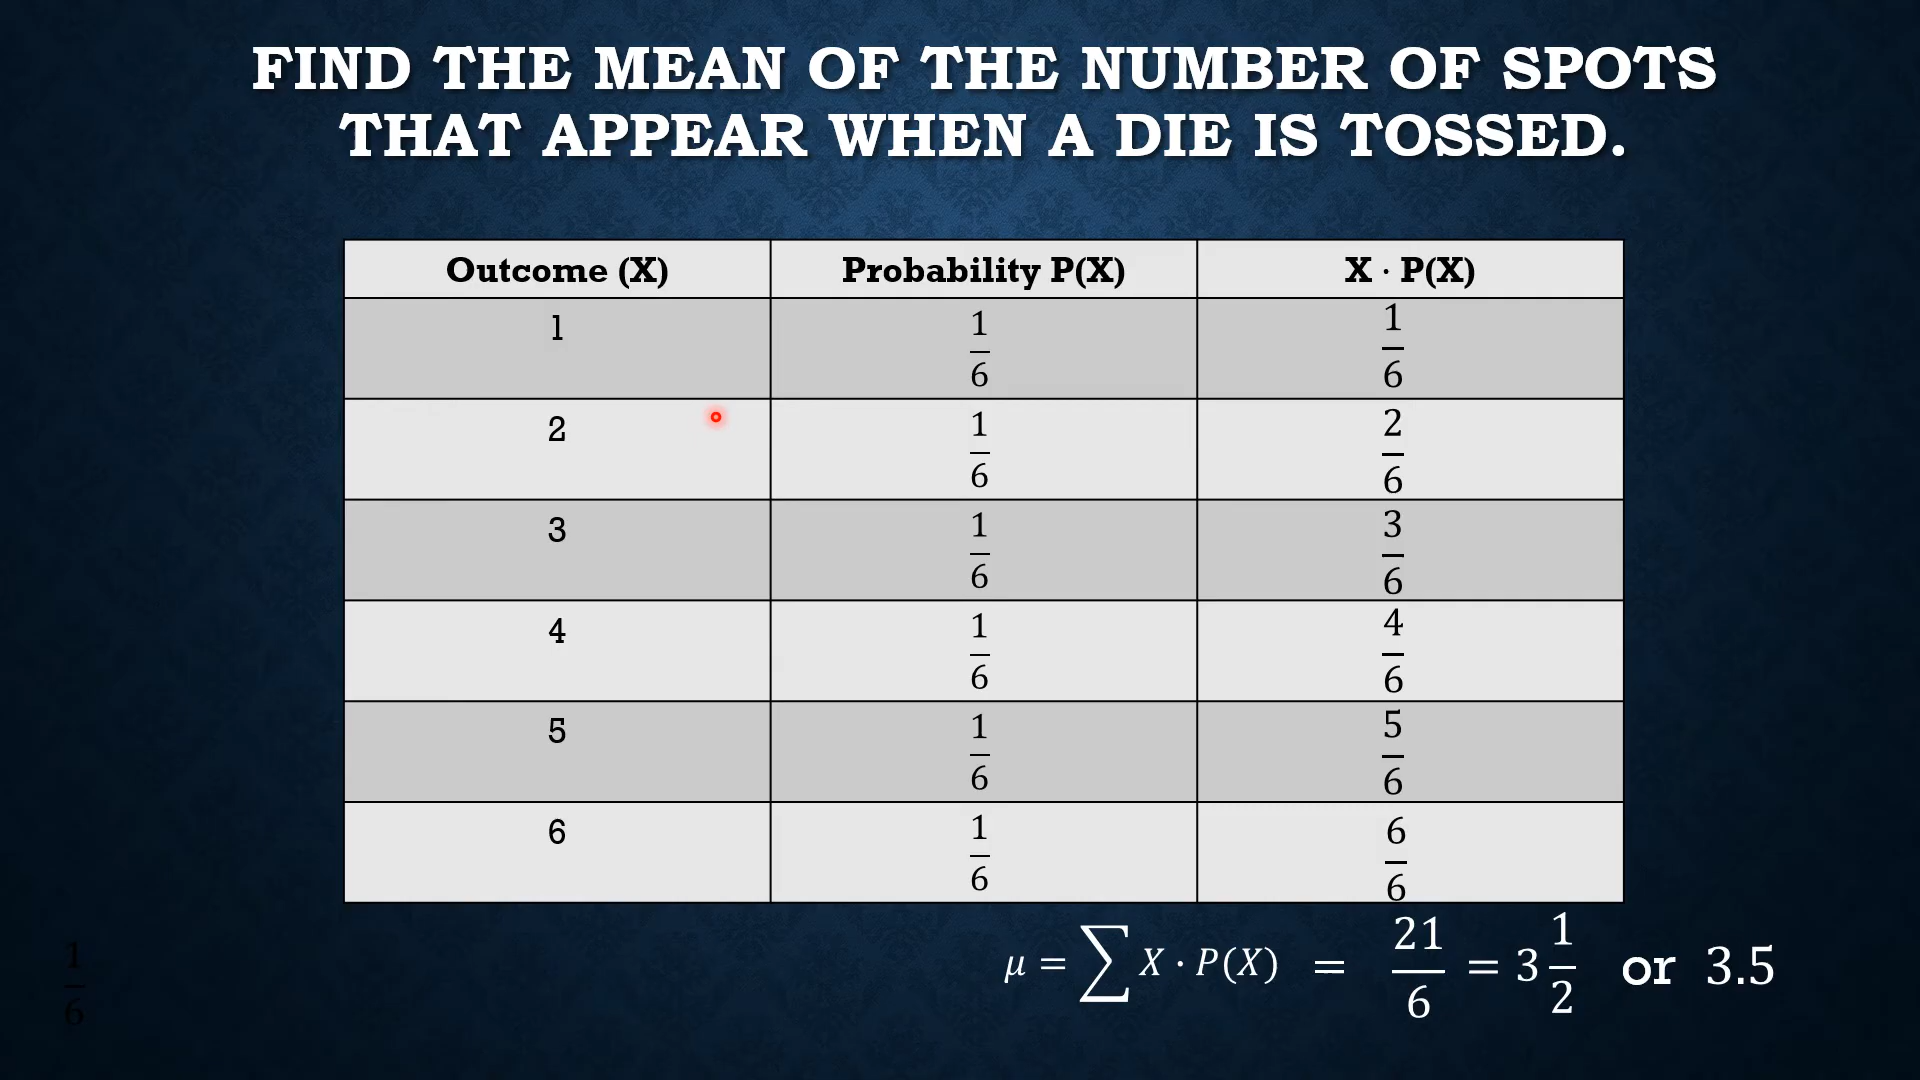 FIND THE MEAN OF THE NUMBER OF SPOTS
THAT APPEAR WHEN A DIE IS TOSSED.
Outcome (X) Probability P(X) X · P(X)
1 1/6 1/6
2 1/6 2/6
3 1/6 3/6
4 1/6 4/6
5 1/6 5/6
6 1/6 6/6
μ = ∑ X · P(X) = 21/6 = 3 1/2 or 3.5
1/6